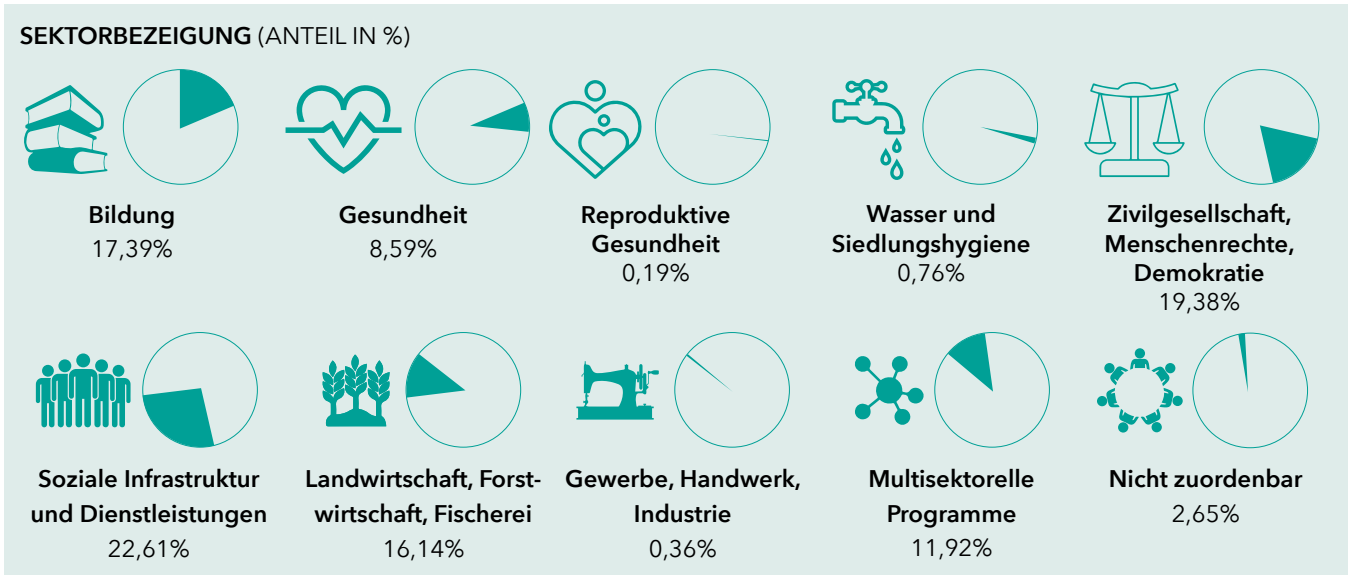 SEKTORBEZEIGUNG (ANTEIL IN %)
Bildung
17,39%
Gesundheit
8,59%
Reproduktive
Gesundheit
0,19%
Wasser und
Siedlungshygiene
0,76%
Zivilgesellschaft,
Menschenrechte,
Demokratie
19,38%
Soziale Infrastruktur
und Dienstleistungen
22,61%
Landwirtschaft, Forst-
wirtschaft, Fischerei
16,14%
Gewerbe, Handwerk,
Industrie
0,36%
Multisektorelle
Programme
11,92%
Nicht zuordenbar
2,65%